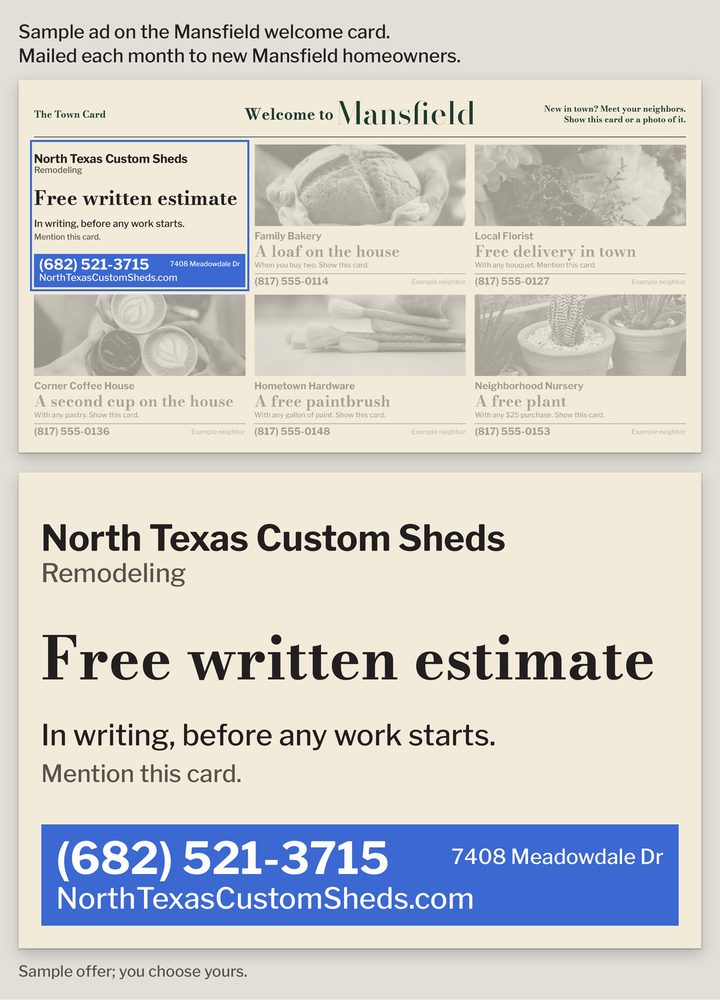 Sample ad on the Mansfield welcome card.
Mailed each month to new Mansfield homeowners.
The Town Card
Welcome to Mansfield
New in town? Meet your neighbors.
Show this card or a photo of it.
North Texas Custom Sheds
Remodeling
Free written estimate
In writing, before any work starts.
Mention this card.
(682) 521-3715
7408 Meadowdale Dr
NorthTexasCustomSheds.com
Family Bakery
A loaf on the house
When you buy two. Show this card.
(817) 555-0114
Example neighbor
Local Florist
Free delivery in town
With any bouquet. Mention this card.
(817) 555-0127
Example neighbor
Corner Coffee House
A second cup on the house
With any pastry. Show this card.
(817) 555-0136
Example neighbor
Hometown Hardware
A free paintbrush
With any gallon of paint. Show this card.
(817) 555-0148
Example neighbor
Neighborhood Nursery
A free plant
With any $25 purchase. Show this card.
(817) 555-0153
Example neighbor
North Texas Custom Sheds
Remodeling
Free written estimate
In writing, before any work starts.
Mention this card.
(682) 521-3715
7408 Meadowdale Dr
NorthTexasCustomSheds.com
Sample offer; you choose yours.